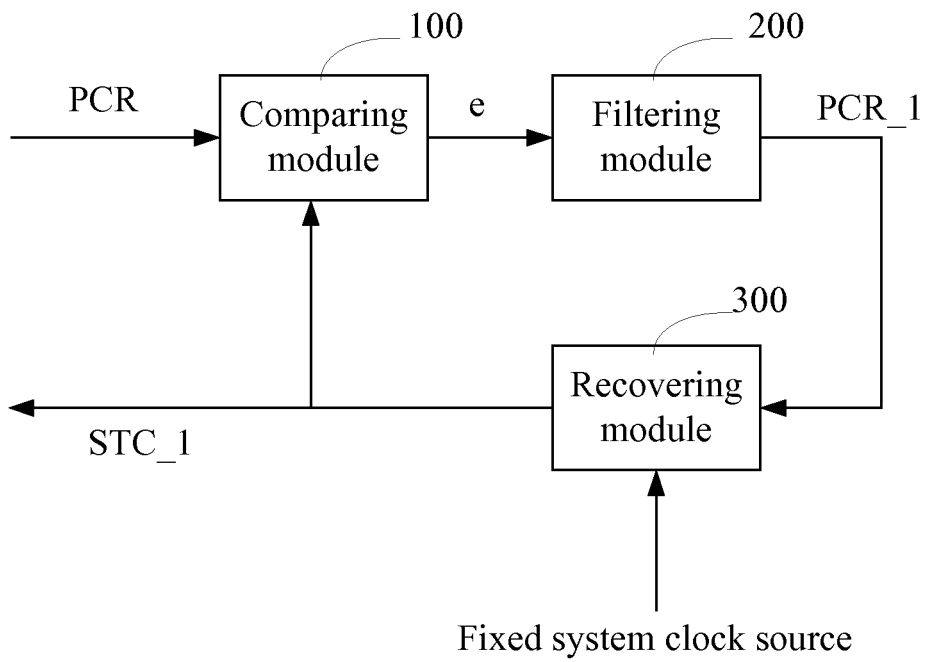 100
200
PCR
Comparing
module
e
Filtering
module
PCR_1
300
Recovering
module
STC_1
Fixed system clock source